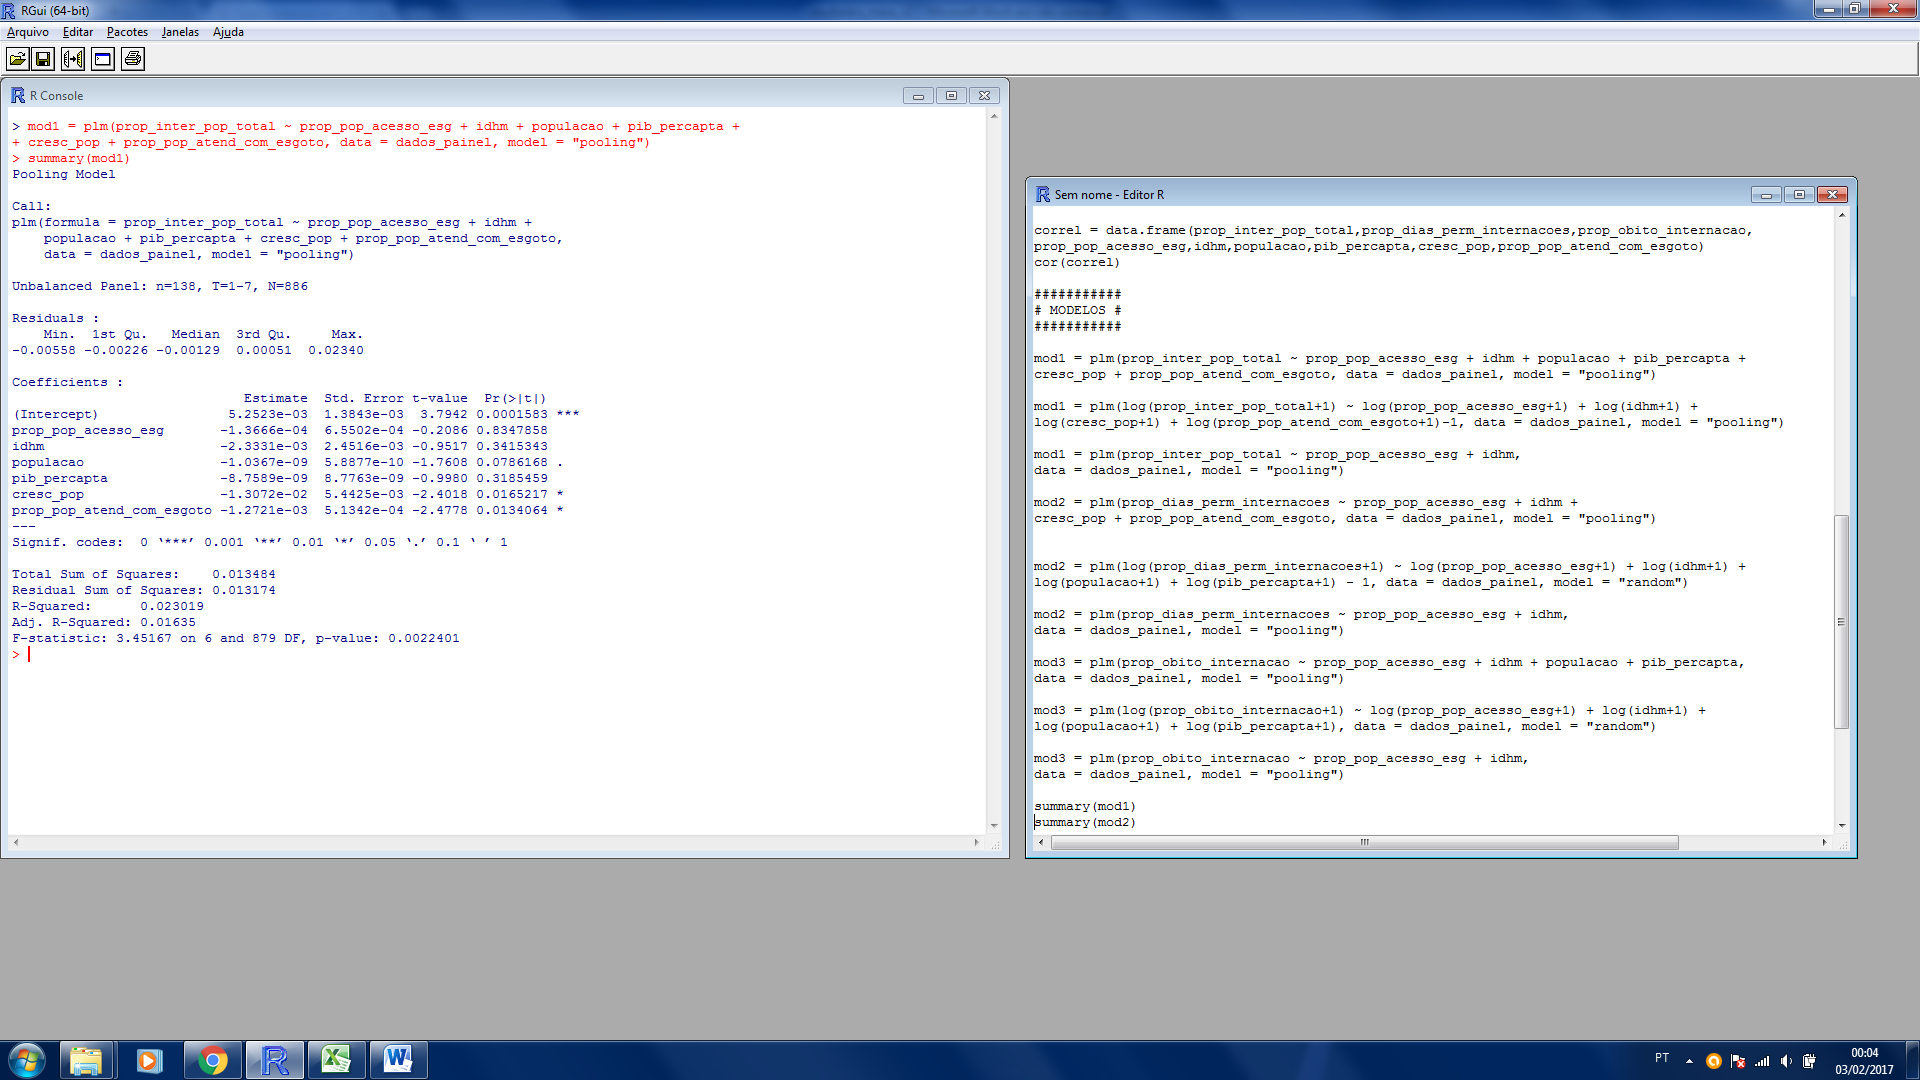 RGui (64-bit)
Arquivo Editar Pacotes Janelas Ajuda
R Console
> mod1 = plm(prop_inter_pop_total ~ prop_pop_acesso_esg + idhm + populacao + pib_percapta +
+ cresc_pop + prop_pop_atend_com_esgoto, data = dados_painel, model = "pooling")
> summary(mod1)
Pooling Model
Call:
plm(formula = prop_inter_pop_total ~ prop_pop_acesso_esg + idhm +
    populacao + pib_percapta + cresc_pop + prop_pop_atend_com_esgoto,
    data = dados_painel, model = "pooling")
Unbalanced Panel: n=138, T=1-7, N=886
Residuals :
    Min.  1st Qu.   Median  3rd Qu.     Max.
-0.00558 -0.00226 -0.00129  0.00051  0.02340
Coefficients :
                             Estimate  Std. Error t-value  Pr(>|t|)
(Intercept)                5.2523e-03  1.3843e-03  3.7942 0.0001583 ***
prop_pop_acesso_esg       -1.3666e-04  6.5502e-04 -0.2086 0.8347858
idhm                      -2.3331e-03  2.4516e-03 -0.9517 0.3415343
populacao                 -1.0367e-09  5.8877e-10 -1.7608 0.0786168 .
pib_percapta              -8.7589e-09  8.7763e-09 -0.9980 0.3185459
cresc_pop                 -1.3072e-02  5.4425e-03 -2.4018 0.0165217 *
prop_pop_atend_com_esgoto -1.2721e-03  5.1342e-04 -2.4778 0.0134064 *
---
Signif. codes:  0 ‘***’ 0.001 ‘**’ 0.01 ‘*’ 0.05 ‘.’ 0.1 ‘ ’ 1
Total Sum of Squares:    0.013484
Residual Sum of Squares: 0.013174
R-Squared:      0.023019
Adj. R-Squared: 0.01635
F-statistic: 3.45167 on 6 and 879 DF, p-value: 0.0022401
>
Sem nome - Editor R
correl = data.frame(prop_inter_pop_total,prop_dias_perm_internacoes,prop_obito_internacao,
prop_pop_acesso_esg,idhm,populacao,pib_percapta,cresc_pop,prop_pop_atend_com_esgoto)
cor(correl)
###########
# MODELOS #
###########
mod1 = plm(prop_inter_pop_total ~ prop_pop_acesso_esg + idhm + populacao + pib_percapta +
cresc_pop + prop_pop_atend_com_esgoto, data = dados_painel, model = "pooling")
mod1 = plm(log(prop_inter_pop_total+1) ~ log(prop_pop_acesso_esg+1) + log(idhm+1) +
log(cresc_pop+1) + log(prop_pop_atend_com_esgoto+1)-1, data = dados_painel, model = "pooling")
mod1 = plm(prop_inter_pop_total ~ prop_pop_acesso_esg + idhm,
data = dados_painel, model = "pooling")
mod2 = plm(prop_dias_perm_internacoes ~ prop_pop_acesso_esg + idhm +
cresc_pop + prop_pop_atend_com_esgoto, data = dados_painel, model = "pooling")
mod2 = plm(log(prop_dias_perm_internacoes+1) ~ log(prop_pop_acesso_esg+1) + log(idhm+1) +
log(populacao+1) + log(pib_percapta+1) - 1, data = dados_painel, model = "random")
mod2 = plm(prop_dias_perm_internacoes ~ prop_pop_acesso_esg + idhm,
data = dados_painel, model = "pooling")
mod3 = plm(prop_obito_internacao ~ prop_pop_acesso_esg + idhm + populacao + pib_percapta,
data = dados_painel, model = "pooling")
mod3 = plm(log(prop_obito_internacao+1) ~ log(prop_pop_acesso_esg+1) + log(idhm+1) +
log(populacao+1) + log(pib_percapta+1), data = dados_painel, model = "random")
mod3 = plm(prop_obito_internacao ~ prop_pop_acesso_esg + idhm,
data = dados_painel, model = "pooling")
summary(mod1)
summary(mod2)
PT
00:04
03/02/2017